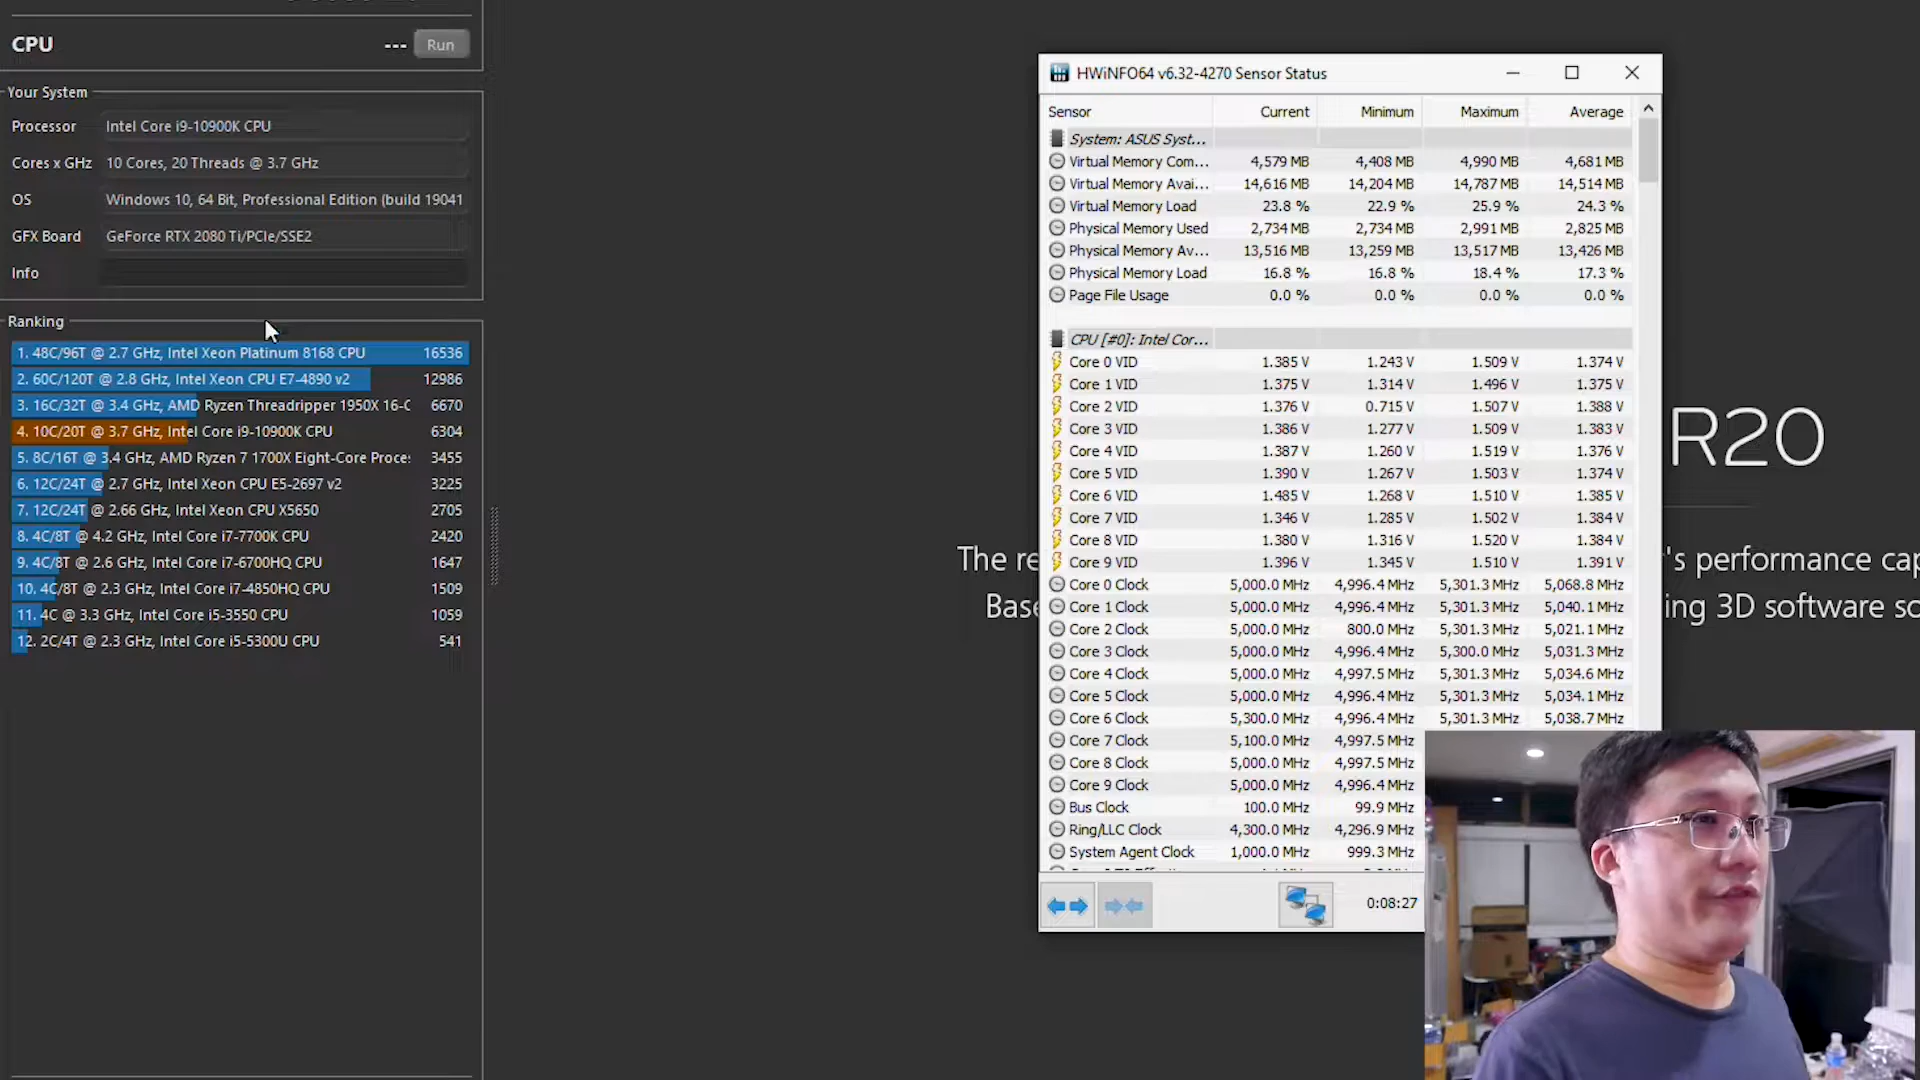 CPU
---
Run
Your System
Processor
Intel Core i9-10900K CPU
Cores x GHz
10 Cores, 20 Threads @ 3.7 GHz
OS
Windows 10, 64 Bit, Professional Edition (build 19041
GFX Board
GeForce RTX 2080 Ti/PCIe/SSE2
Info
Ranking
1. 48C/96T @ 2.7 GHz, Intel Xeon Platinum 8168 CPU 16536
2. 60C/120T @ 2.8 GHz, Intel Xeon CPU E7-4890 v2 12986
3. 16C/32T @ 3.4 GHz, AMD Ryzen Threadripper 1950X 16-C 6670
4. 10C/20T @ 3.7 GHz, Intel Core i9-10900K CPU 6304
5. 8C/16T @ 3.4 GHz, AMD Ryzen 7 1700X Eight-Core Proce: 3455
6. 12C/24T @ 2.7 GHz, Intel Xeon CPU E5-2697 v2 3225
7. 12C/24T @ 2.66 GHz, Intel Xeon CPU X5650 2705
8. 4C/8T @ 4.2 GHz, Intel Core i7-7700K CPU 2420
9. 4C/8T @ 2.6 GHz, Intel Core i7-6700HQ CPU 1647
10. 4C/8T @ 2.3 GHz, Intel Core i7-4850HQ CPU 1509
11. 4C @ 3.3 GHz, Intel Core i5-3550 CPU 1059
12. 2C/4T @ 2.3 GHz, Intel Core i5-5300U CPU 541
HWiNFO64 v6.32-4270 Sensor Status
Sensor Current Minimum Maximum Average
System: ASUS Syst...
Virtual Memory Com... 4,579 MB 4,408 MB 4,990 MB 4,681 MB
Virtual Memory Avai... 14,616 MB 14,204 MB 14,787 MB 14,514 MB
Virtual Memory Load 23.8 % 22.9 % 25.9 % 24.3 %
Physical Memory Used 2,734 MB 2,734 MB 2,991 MB 2,825 MB
Physical Memory Av... 13,516 MB 13,259 MB 13,517 MB 13,426 MB
Physical Memory Load 16.8 % 16.8 % 18.4 % 17.3 %
Page File Usage 0.0 % 0.0 % 0.0 % 0.0 %
CPU [#0]: Intel Cor...
Core 0 VID 1.385 V 1.243 V 1.509 V 1.374 V
Core 1 VID 1.375 V 1.314 V 1.496 V 1.375 V
Core 2 VID 1.376 V 0.715 V 1.507 V 1.388 V
Core 3 VID 1.386 V 1.277 V 1.509 V 1.383 V
Core 4 VID 1.387 V 1.260 V 1.519 V 1.376 V
Core 5 VID 1.390 V 1.267 V 1.503 V 1.374 V
Core 6 VID 1.485 V 1.268 V 1.510 V 1.385 V
Core 7 VID 1.346 V 1.285 V 1.502 V 1.384 V
Core 8 VID 1.380 V 1.316 V 1.520 V 1.384 V
Core 9 VID 1.396 V 1.345 V 1.510 V 1.391 V
Core 0 Clock 5,000.0 MHz 4,996.4 MHz 5,301.3 MHz 5,068.8 MHz
Core 1 Clock 5,000.0 MHz 4,996.4 MHz 5,301.3 MHz 5,040.1 MHz
Core 2 Clock 5,000.0 MHz 800.0 MHz 5,301.3 MHz 5,021.1 MHz
Core 3 Clock 5,000.0 MHz 4,996.4 MHz 5,300.0 MHz 5,031.3 MHz
Core 4 Clock 5,000.0 MHz 4,997.5 MHz 5,301.3 MHz 5,034.6 MHz
Core 5 Clock 5,000.0 MHz 4,996.4 MHz 5,301.3 MHz 5,034.1 MHz
Core 6 Clock 5,300.0 MHz 4,996.4 MHz 5,301.3 MHz 5,038.7 MHz
Core 7 Clock 5,100.0 MHz 4,997.5 MHz
Core 8 Clock 5,000.0 MHz 4,997.5 MHz
Core 9 Clock 5,000.0 MHz 4,996.4 MHz
Bus Clock 100.0 MHz 99.9 MHz
Ring/LLC Clock 4,300.0 MHz 4,296.9 MHz
System Agent Clock 1,000.0 MHz 999.3 MHz
0:08:27
R20
The re
's performance cap
Base
ing 3D software so